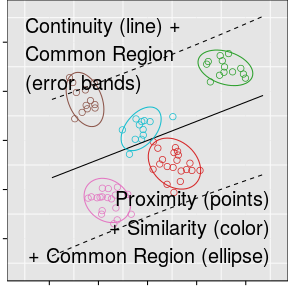 Continuity (line) +
Common Region
(error bands)
Proximity (points)
+ Similarity (color)
+ Common Region (ellipse)